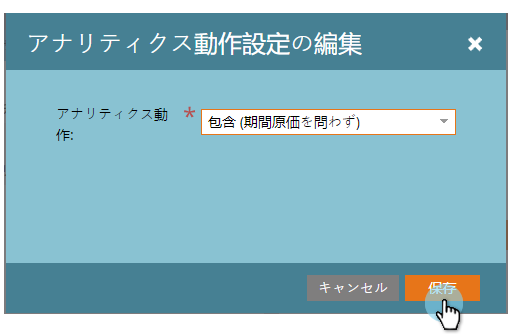 アナリティクス動作設定の編集
アナリティクス動
作:
包含 (期間原価を問わず)
キャンセル
保存